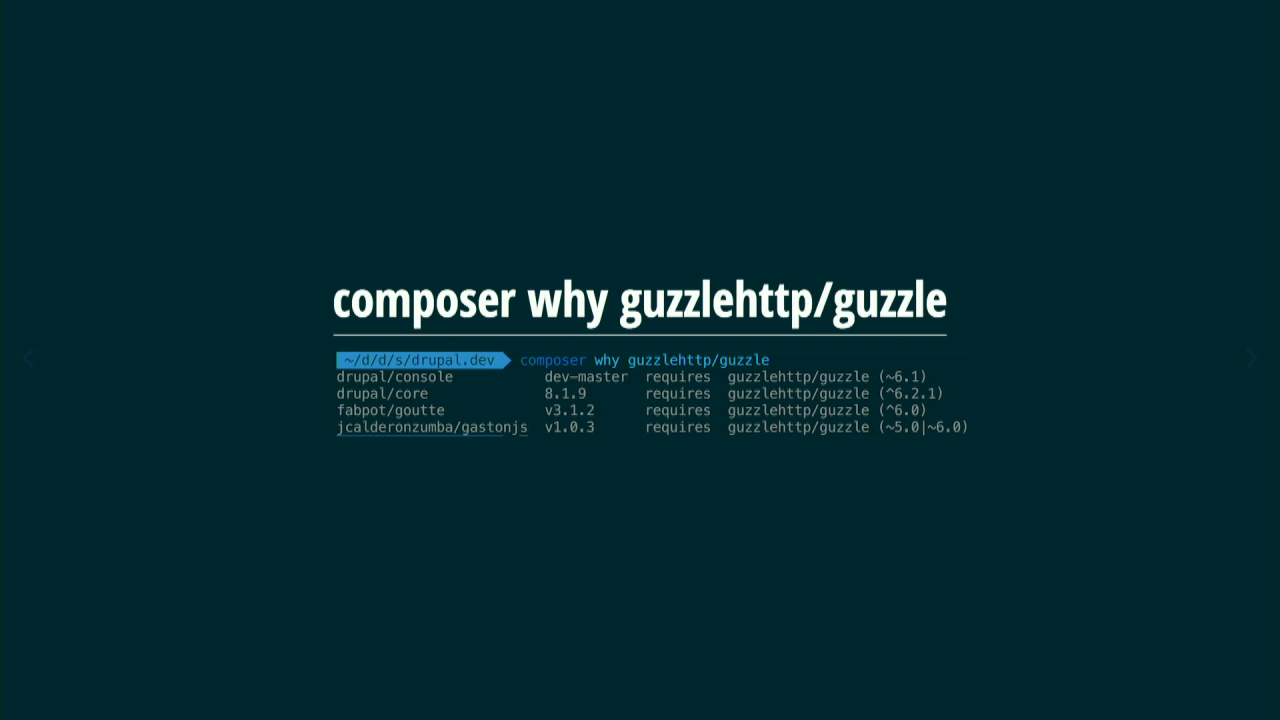 composer why guzzlehttp/guzzle
~/d/d/s/drupal.dev composer why guzzlehttp/guzzle
drupal/console dev-master requires guzzlehttp/guzzle (~6.1)
drupal/core 8.1.9 requires guzzlehttp/guzzle (^6.2.1)
fabpot/goutte v3.1.2 requires guzzlehttp/guzzle (^6.0)
jcalderonzumba/gastonjs v1.0.3 requires guzzlehttp/guzzle (~5.0|~6.0)